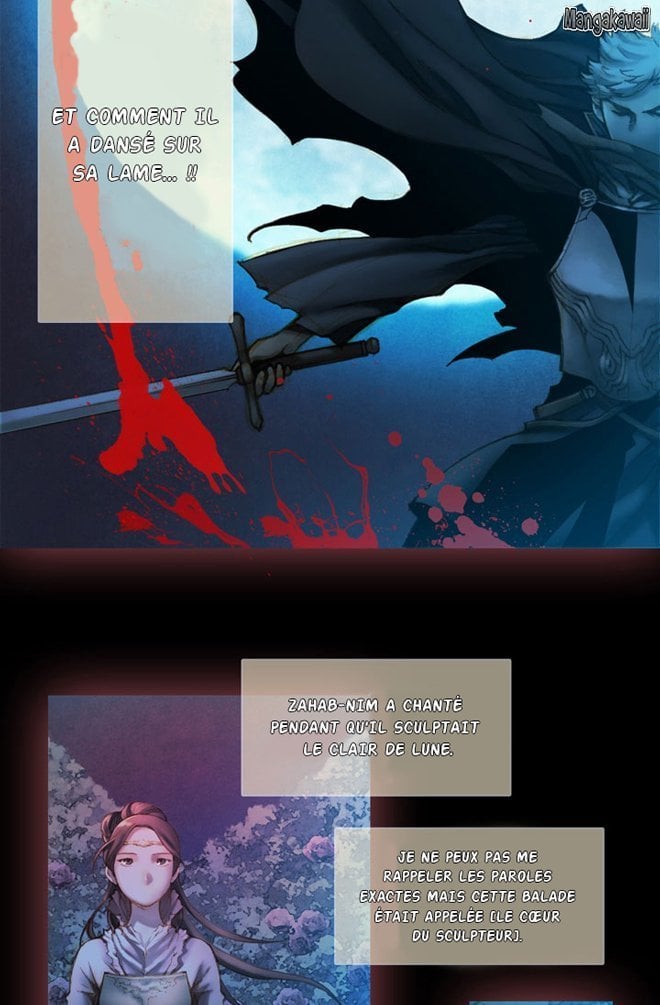 Mangakawaii
ET COMMENT IL
A DANSÉ SUR
SA LAME... !!
ZAHAB-NIM A CHANTÉ
PENDANT QU'IL SCULPTAIT
LE CLAIR DE LUNE.
JE NE PEUX PAS ME
RAPPELER LES PAROLES
EXACTES MAIS CETTE BALADE
ÉTAIT APPELÉE [LE CŒUR
DU SCULPTEUR].